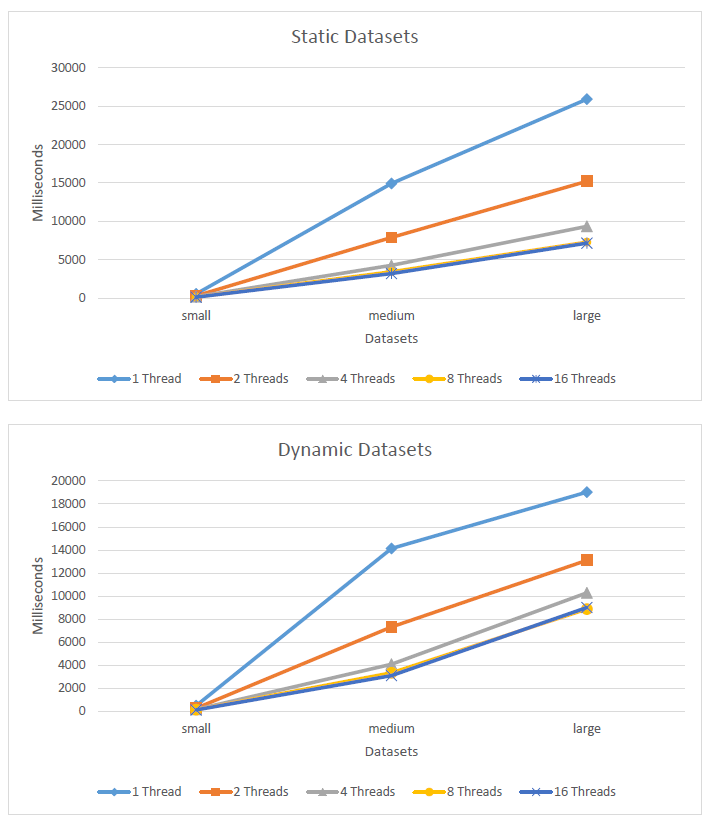 Static Datasets
30000
25000
20000
15000
10000
5000
0
Milliseconds
small medium large
Datasets
1 Thread 2 Threads 4 Threads 8 Threads 16 Threads
Dynamic Datasets
20000
18000
16000
14000
12000
10000
8000
6000
4000
2000
0
Milliseconds
small medium large
Datasets
1 Thread 2 Threads 4 Threads 8 Threads 16 Threads